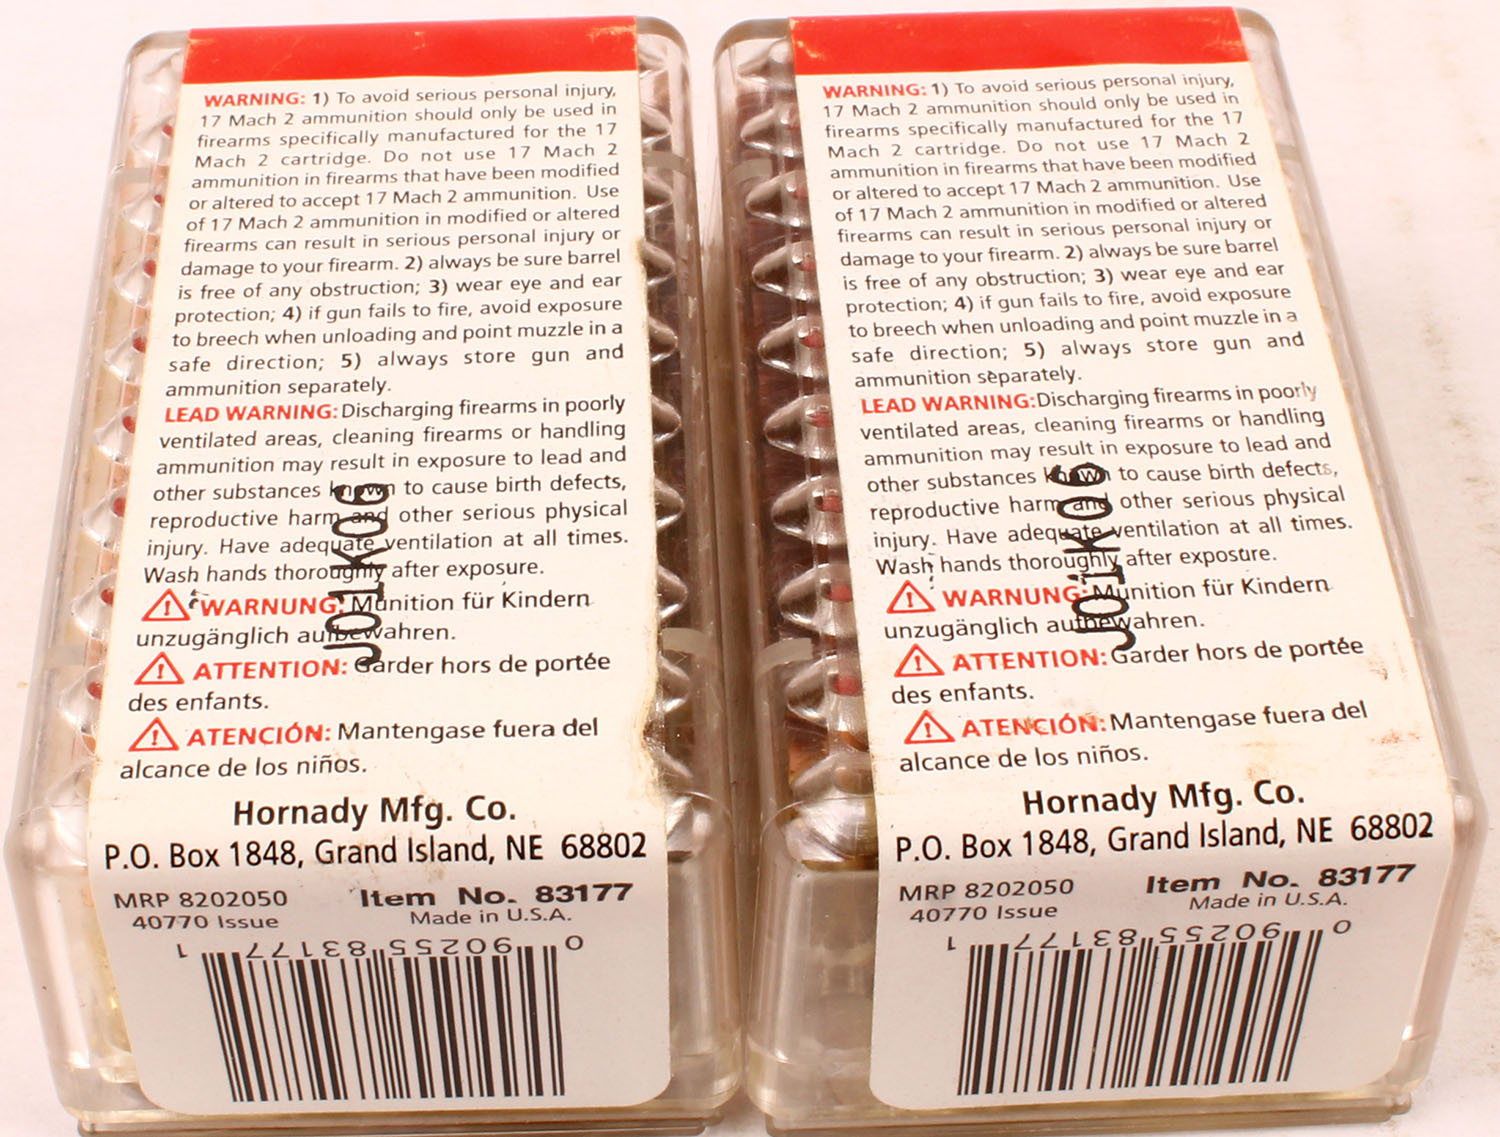 WARNING: 1) To avoid serious personal injury,
17 Mach 2 ammunition should only be used in
firearms specifically manufactured for the 17
Mach 2 cartridge. Do not use 17 Mach 2
ammunition in firearms that have been modified
or altered to accept 17 Mach 2 ammunition. Use
of 17 Mach 2 ammunition in modified or altered
firearms can result in serious personal injury or
damage to your firearm. 2) always be sure barrel
is free of any obstruction; 3) wear eye and ear
protection; 4) if gun fails to fire, avoid exposure
to breech when unloading and point muzzle in a
safe direction; 5) always store gun and
ammunition separately.
LEAD WARNING: Discharging firearms in poorly
ventilated areas, cleaning firearms or handling
ammunition may result in exposure to lead and
other substances known to cause birth defects,
reproductive harm and other serious physical
injury. Have adequate ventilation at all times.
Wash hands thoroughly after exposure.
WARNUNG: Munition für Kindern
unzugänglich aufbewahren.
ATTENTION: Garder hors de portée
des enfants.
ATENCIÓN: Mantengase fuera del
alcance de los niños.
Hornady Mfg. Co.
P.O. Box 1848, Grand Island, NE 68802
MRP 8202050 Item No. 83177
40770 Issue Made in U.S.A.
0 90255 83177 1
WARNING: 1) To avoid serious personal injury,
17 Mach 2 ammunition should only be used in
firearms specifically manufactured for the 17
Mach 2 cartridge. Do not use 17 Mach 2
ammunition in firearms that have been modified
or altered to accept 17 Mach 2 ammunition. Use
of 17 Mach 2 ammunition in modified or altered
firearms can result in serious personal injury or
damage to your firearm. 2) always be sure barrel
is free of any obstruction; 3) wear eye and ear
protection; 4) if gun fails to fire, avoid exposure
to breech when unloading and point muzzle in a
safe direction; 5) always store gun and
ammunition separately.
LEAD WARNING: Discharging firearms in poorly
ventilated areas, cleaning firearms or handling
ammunition may result in exposure to lead and
other substances known to cause birth defects,
reproductive harm and other serious physical
injury. Have adequate ventilation at all times.
Wash hands thoroughly after exposure.
WARNUNG: Munition für Kindern
unzugänglich aufbewahren.
ATTENTION: Garder hors de portée
des enfants.
ATENCIÓN: Mantengase fuera del
alcance de los niños.
Hornady Mfg. Co.
P.O. Box 1848, Grand Island, NE 68802
MRP 8202050 Item No. 83177
40770 Issue Made in U.S.A.
0 90255 83177 1